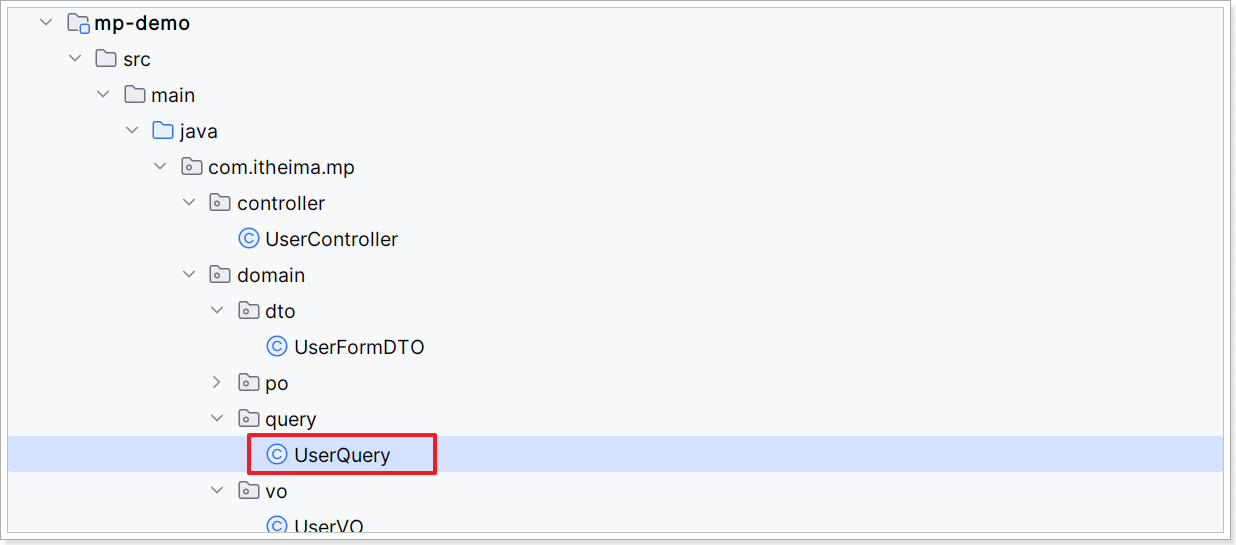 mp-demo
src
main
java
com.itheima.mp
controller
UserController
domain
dto
UserFormDTO
po
query
UserQuery
vo
UserVO